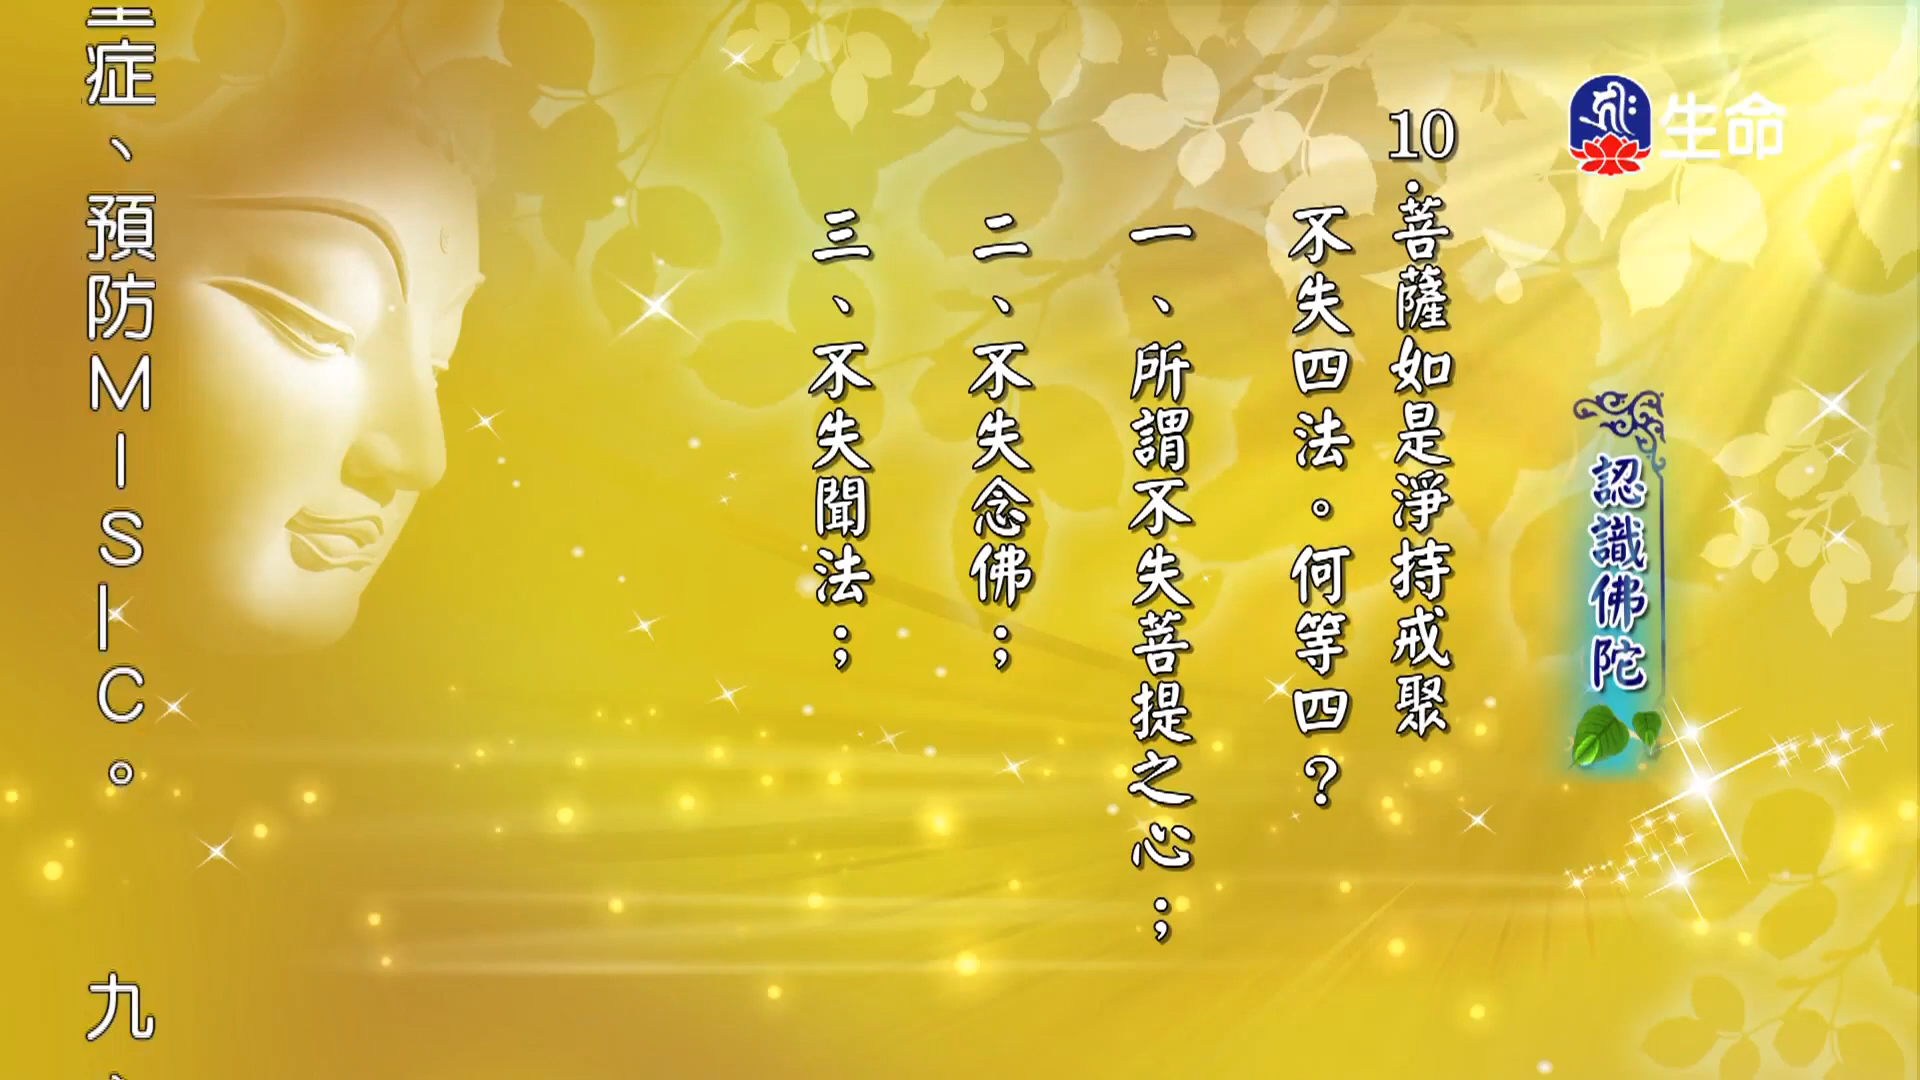 生命
認識佛陀
10.菩薩如是淨持戒聚
不失四法。何等四？
一、所謂不失菩提之心；
二、不失念佛；
三、不失聞法；
症、預防MIS｜C。 九、